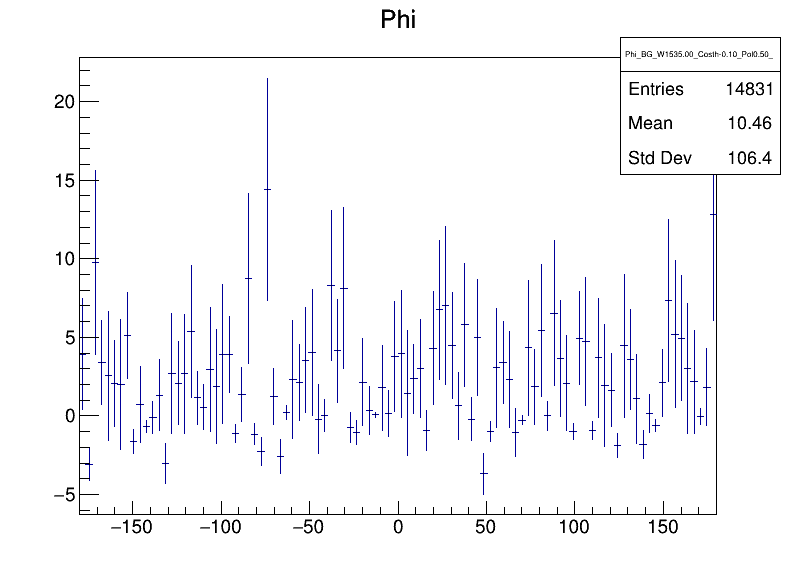 Phi
Phi_BG_W1535.00_Costh-0.10_Pol0.50_
Entries 14831
Mean 10.46
Std Dev 106.4
20
15
10
5
0
−5
−150 −100 −50 0 50 100 150